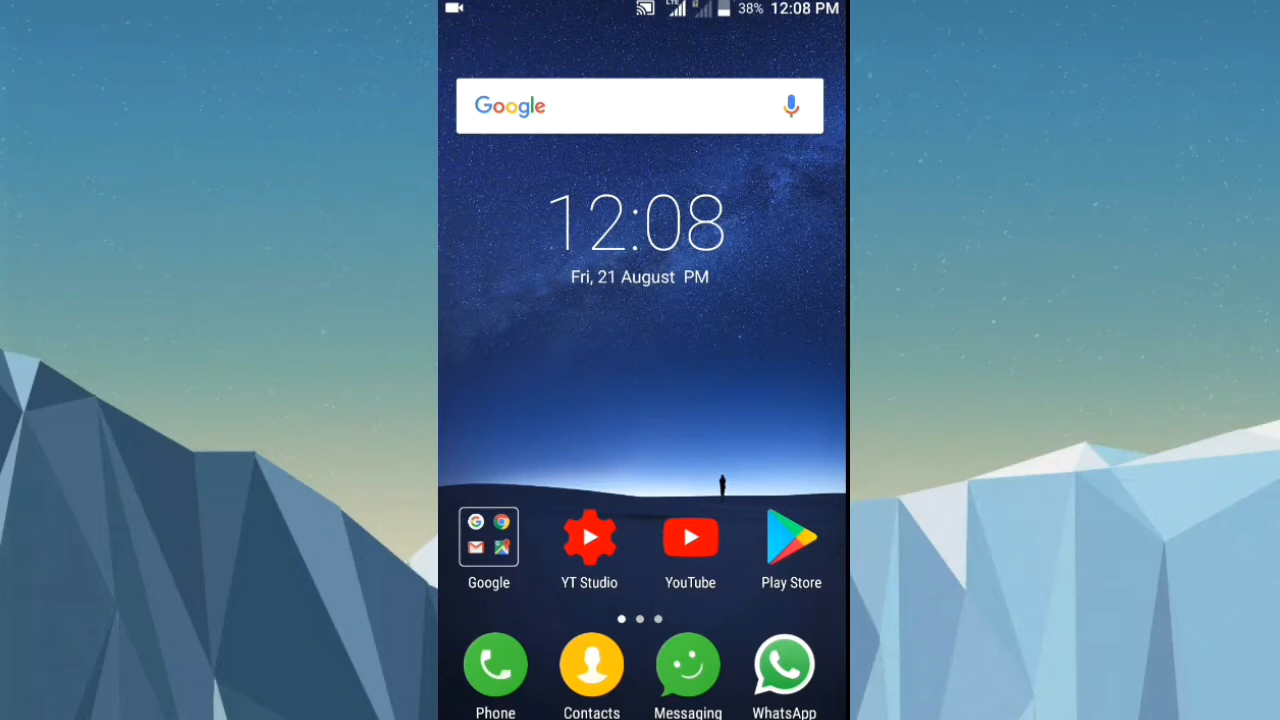 LTE 38% 12:08 PM
Google
12:08
Fri, 21 August PM
Google YT Studio YouTube Play Store
Phone Contacts Messaging WhatsApp